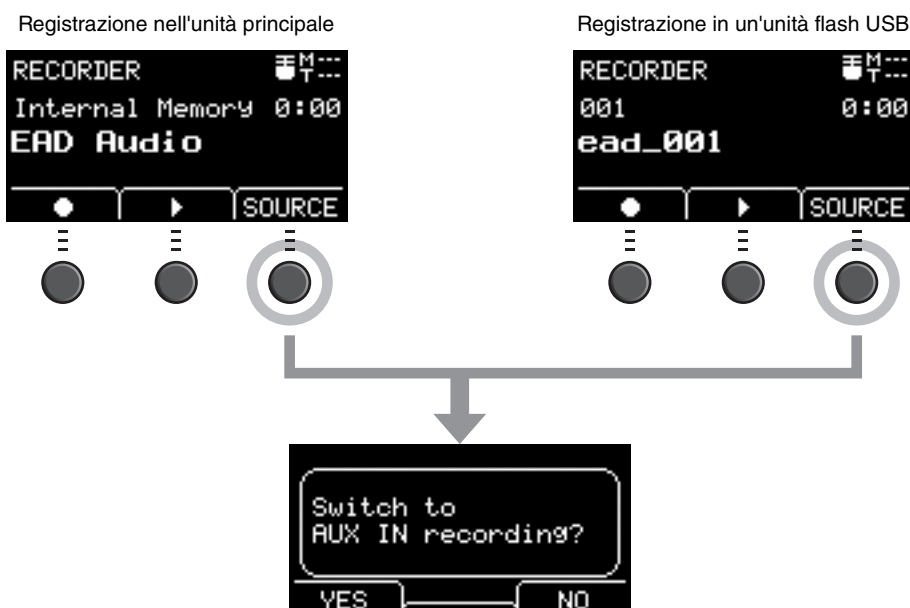 Registrazione nell'unità principale
RECORDER
M---
T---
Internal Memory 0:00
EAD Audio
SOURCE
Registrazione in un'unità flash USB
RECORDER
M---
T---
001 0:00
ead_001
SOURCE
Switch to
AUX IN recording?
YES NO